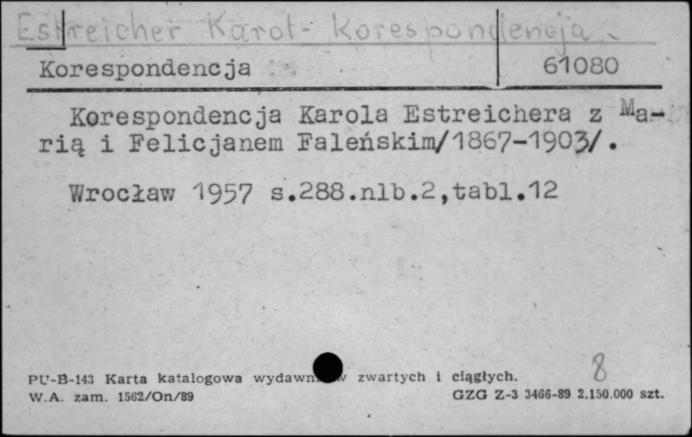 Estreicher Karol - Korespondencja.
Korespondencja 61080
Korespondencja Karola Estreichera z Ma-
rią i Felicjanem Faleńskim/1867-1903/.
Wrocław 1957 s.288.nlb.2,tabl.12
8
PU-B-143 Karta katalogowa zwartych i ciągłych.
W.A. zam. 1562/On/89 GZG Z-3 3466-89 2.150.000 szt.